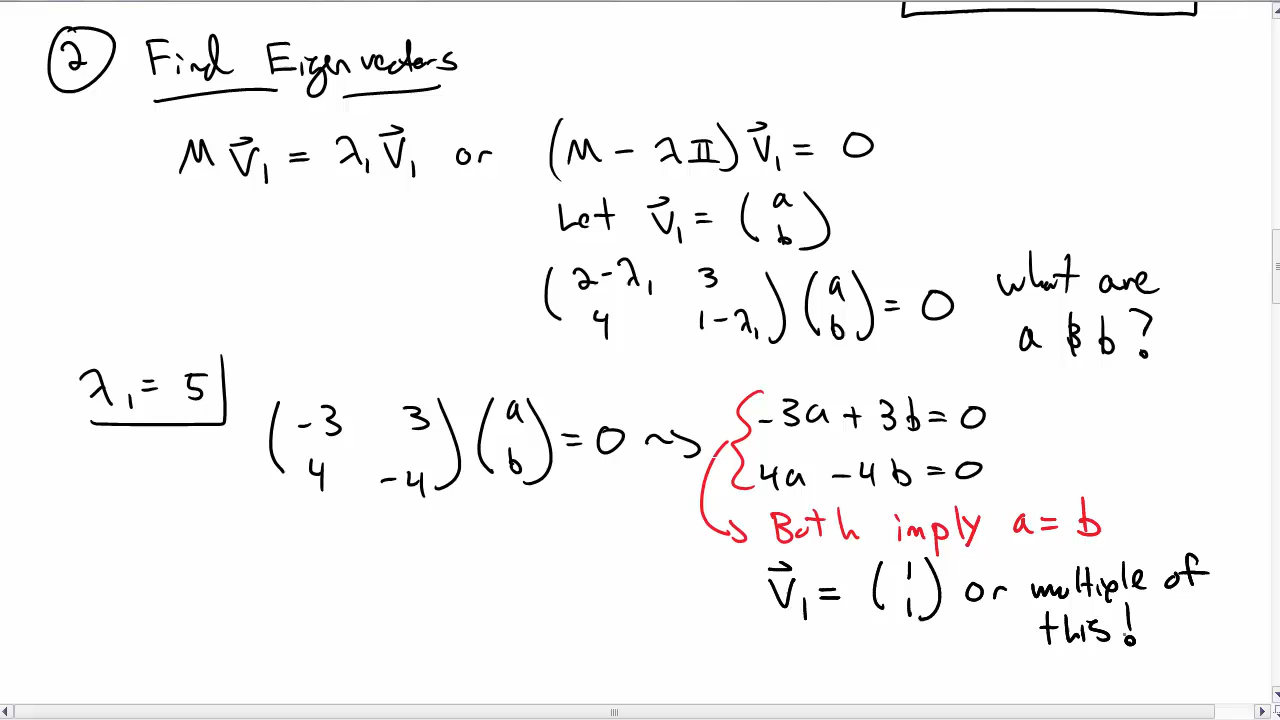 ② Find Eigenvectors
M V⃗₁ = λ₁ V⃗₁ or (M - λ𝕀) V⃗₁ = 0
Let V⃗₁ = (a b)
(2-λ₁ 3 4 1-λ₁)(a b) = 0 what are a & b?
λ₁ = 5
(-3 3 4 -4)(a b) = 0 ⇝ { -3a + 3b = 0
4a - 4b = 0
Both imply a = b
V⃗₁ = (1 1) or multiple of this!